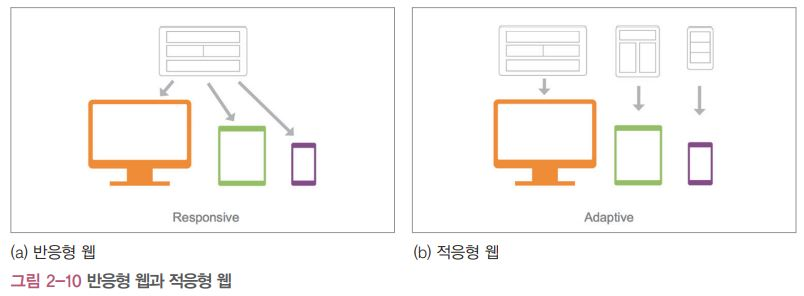 Responsive
Adaptive
(a) 반응형 웹
(b) 적응형 웹
그림 2-10 반응형 웹과 적응형 웹